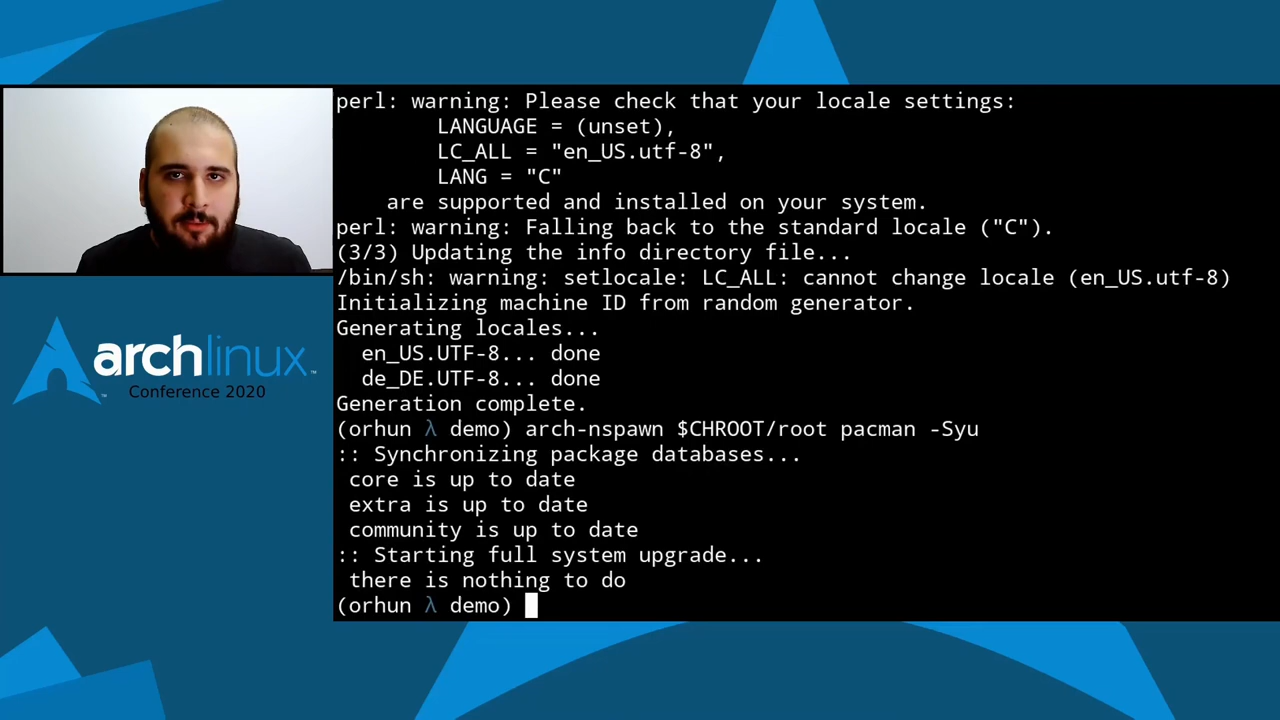 perl: warning: Please check that your locale settings:
LANGUAGE = (unset),
LC_ALL = "en_US.utf-8",
LANG = "C"
are supported and installed on your system.
perl: warning: Falling back to the standard locale ("C").
(3/3) Updating the info directory file...
/bin/sh: warning: setlocale: LC_ALL: cannot change locale (en_US.utf-8)
Initializing machine ID from random generator.
Generating locales...
en_US.UTF-8... done
de_DE.UTF-8... done
Generation complete.
(orhun λ demo) arch-nspawn $CHROOT/root pacman -Syu
:: Synchronizing package databases...
core is up to date
extra is up to date
community is up to date
:: Starting full system upgrade...
there is nothing to do
(orhun λ demo)
archlinux™
Conference 2020